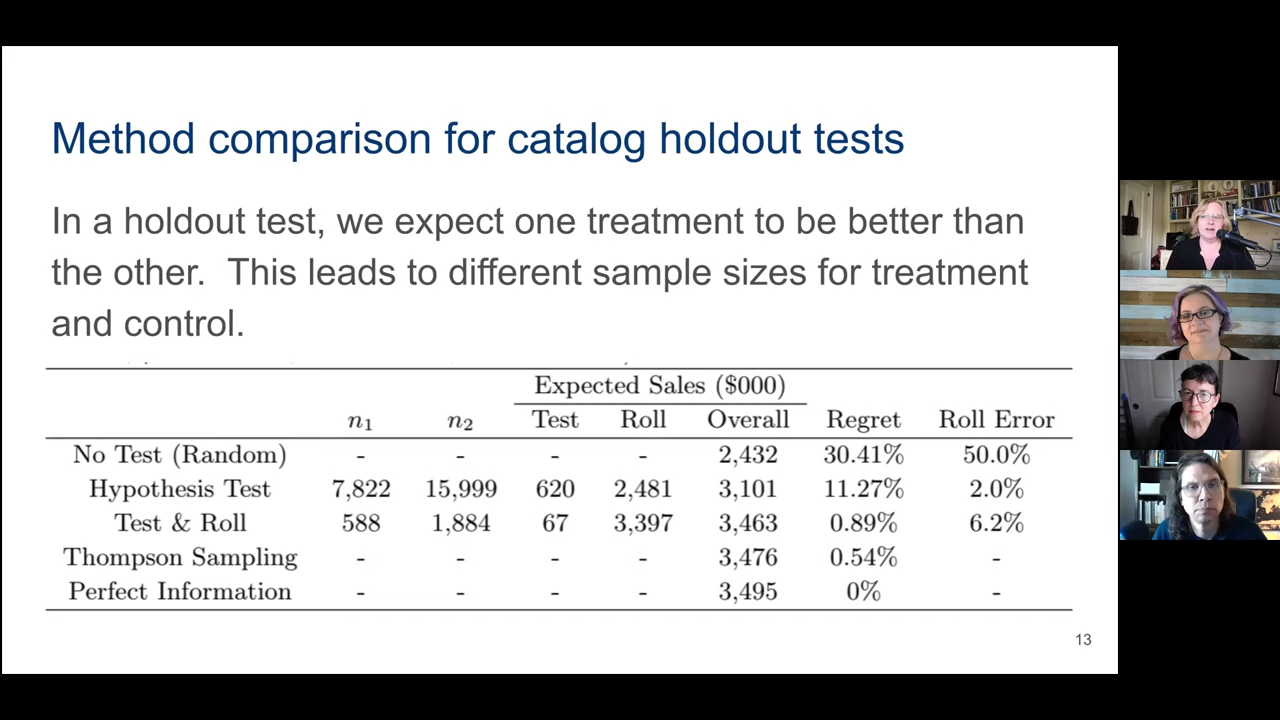 Method comparison for catalog holdout tests
In a holdout test, we expect one treatment to be better than
the other. This leads to different sample sizes for treatment
and control.
Expected Sales ($000)
n₁ n₂ Test Roll Overall Regret Roll Error
No Test (Random) - - - - 2,432 30.41% 50.0%
Hypothesis Test 7,822 15,999 620 2,481 3,101 11.27% 2.0%
Test & Roll 588 1,884 67 3,397 3,463 0.89% 6.2%
Thompson Sampling - - - - 3,476 0.54% -
Perfect Information - - - - 3,495 0% -
13